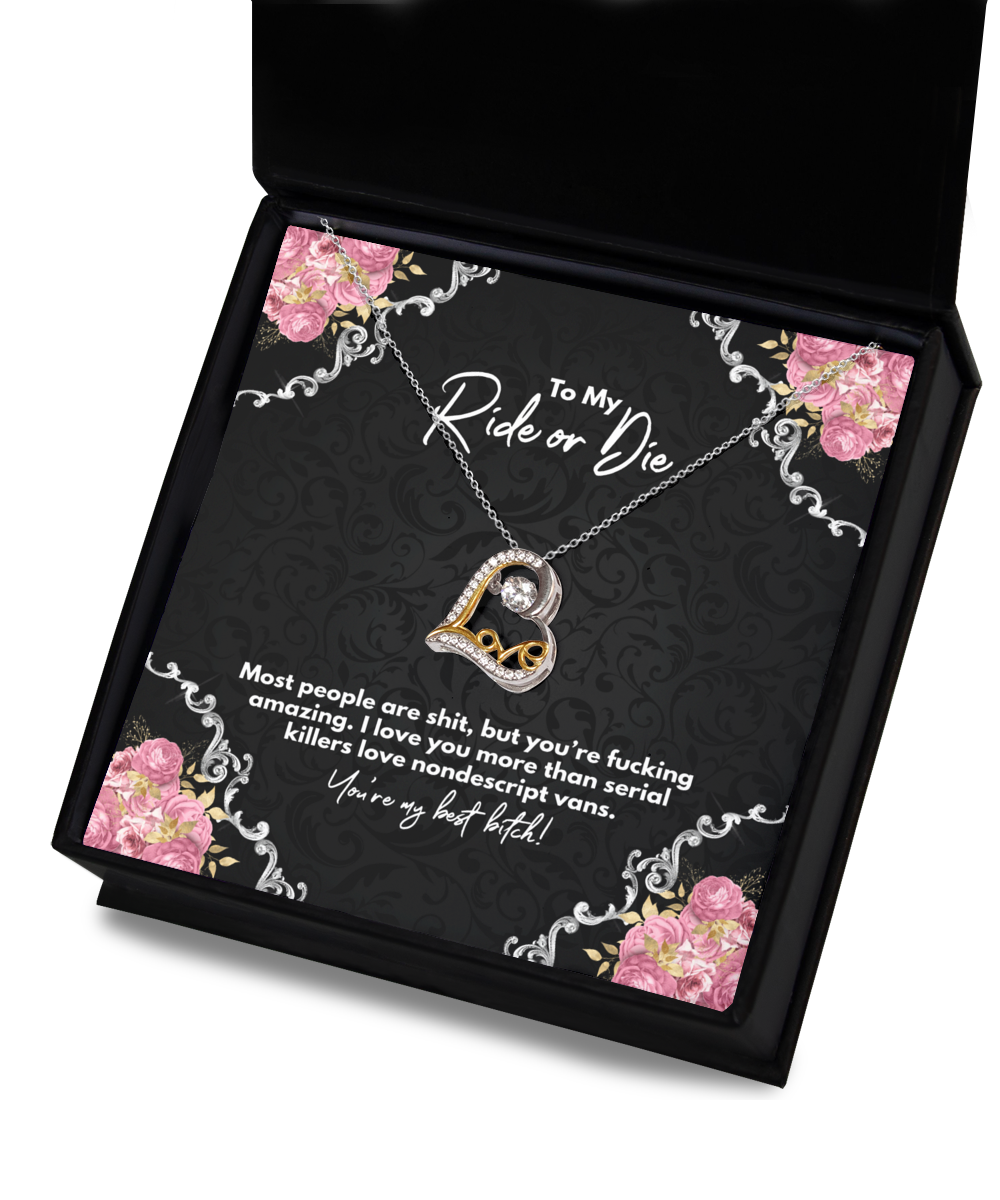 To My
Ride or Die
Love
Most people are shit, but you're fucking
amazing. I love you more than serial
killers love nondescript vans.
You're my best bitch!